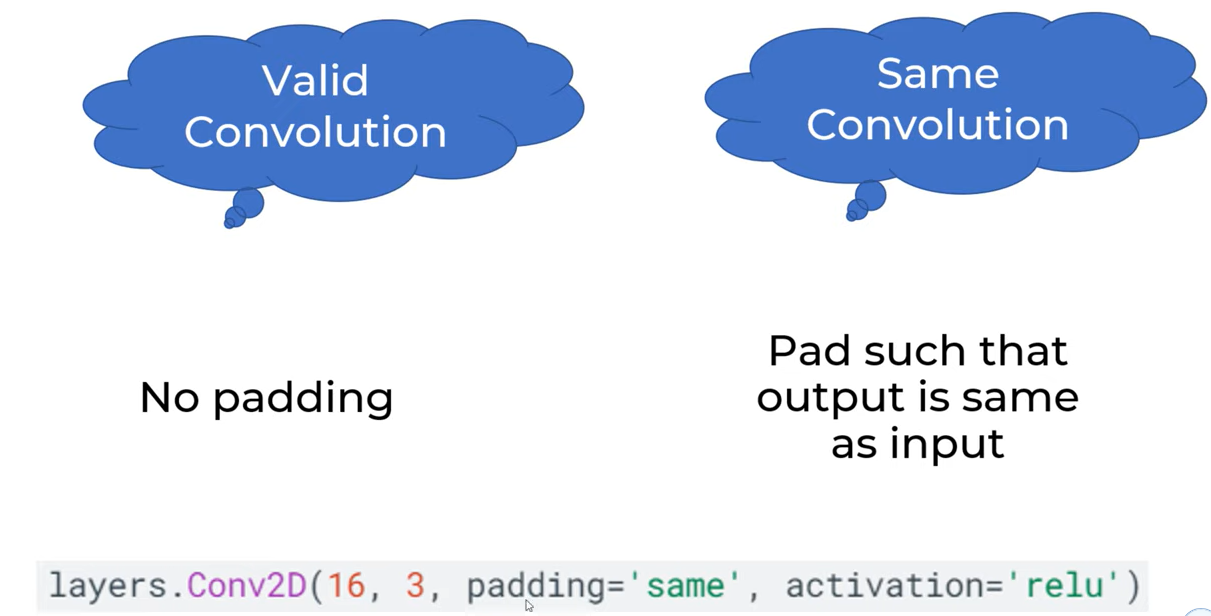 Valid
Convolution
Same
Convolution
No padding
Pad such that
output is same
as input
layers.Conv2D(16, 3, padding='same', activation='relu')